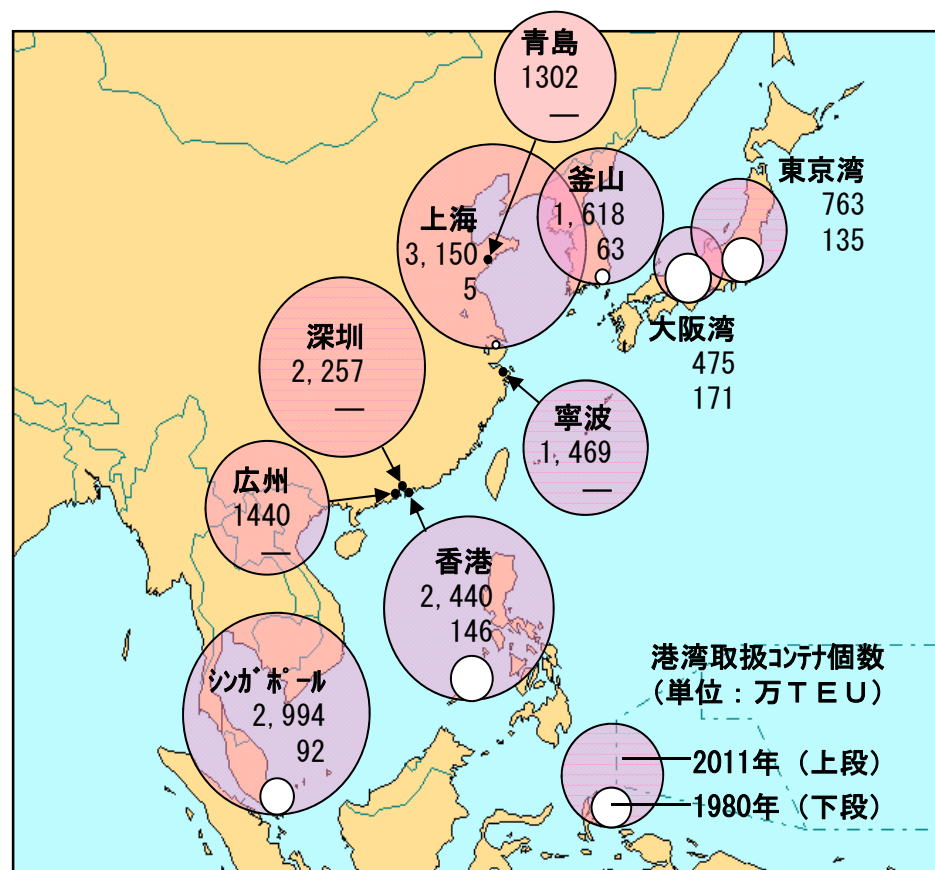 青島
1302
―
釜山
1,618
63
東京湾
763
135
上海
3,150
5
大阪湾
475
171
深圳
2,257
―
寧波
1,469
―
広州
1440
―
香港
2,440
146
シンガポール
2,994
92
港湾取扱コンテナ個数
(単位：万TEU)
2011年（上段）
1980年（下段）